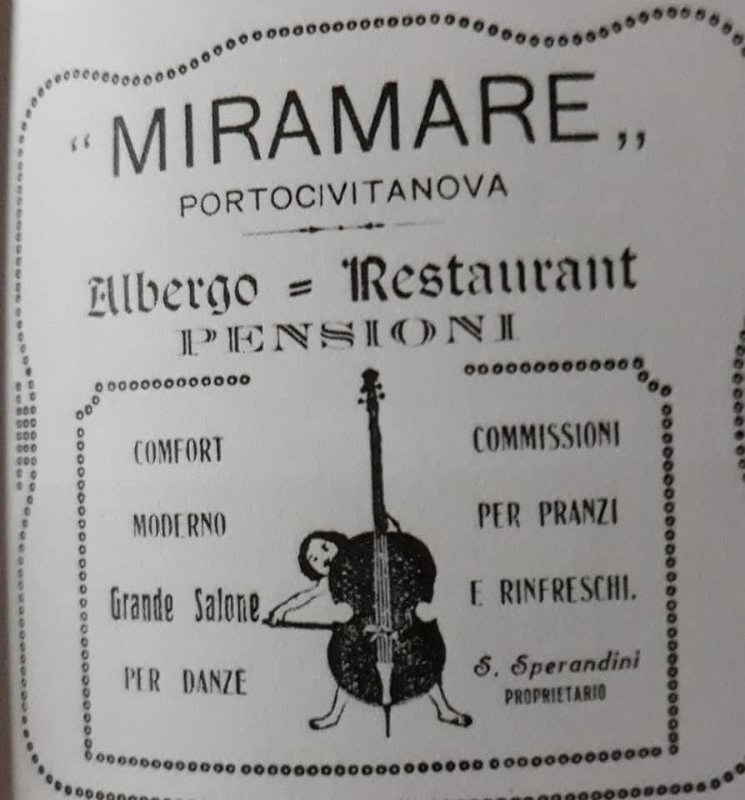 “MIRAMARE„
PORTOCIVITANOVA
Albergo = Restaurant
PENSIONI
COMFORT
MODERNO
Grande Salone
PER DANZE
COMMISSIONI
PER PRANZI
E RINFRESCHI.
S. Sperandini
PROPRIETARIO